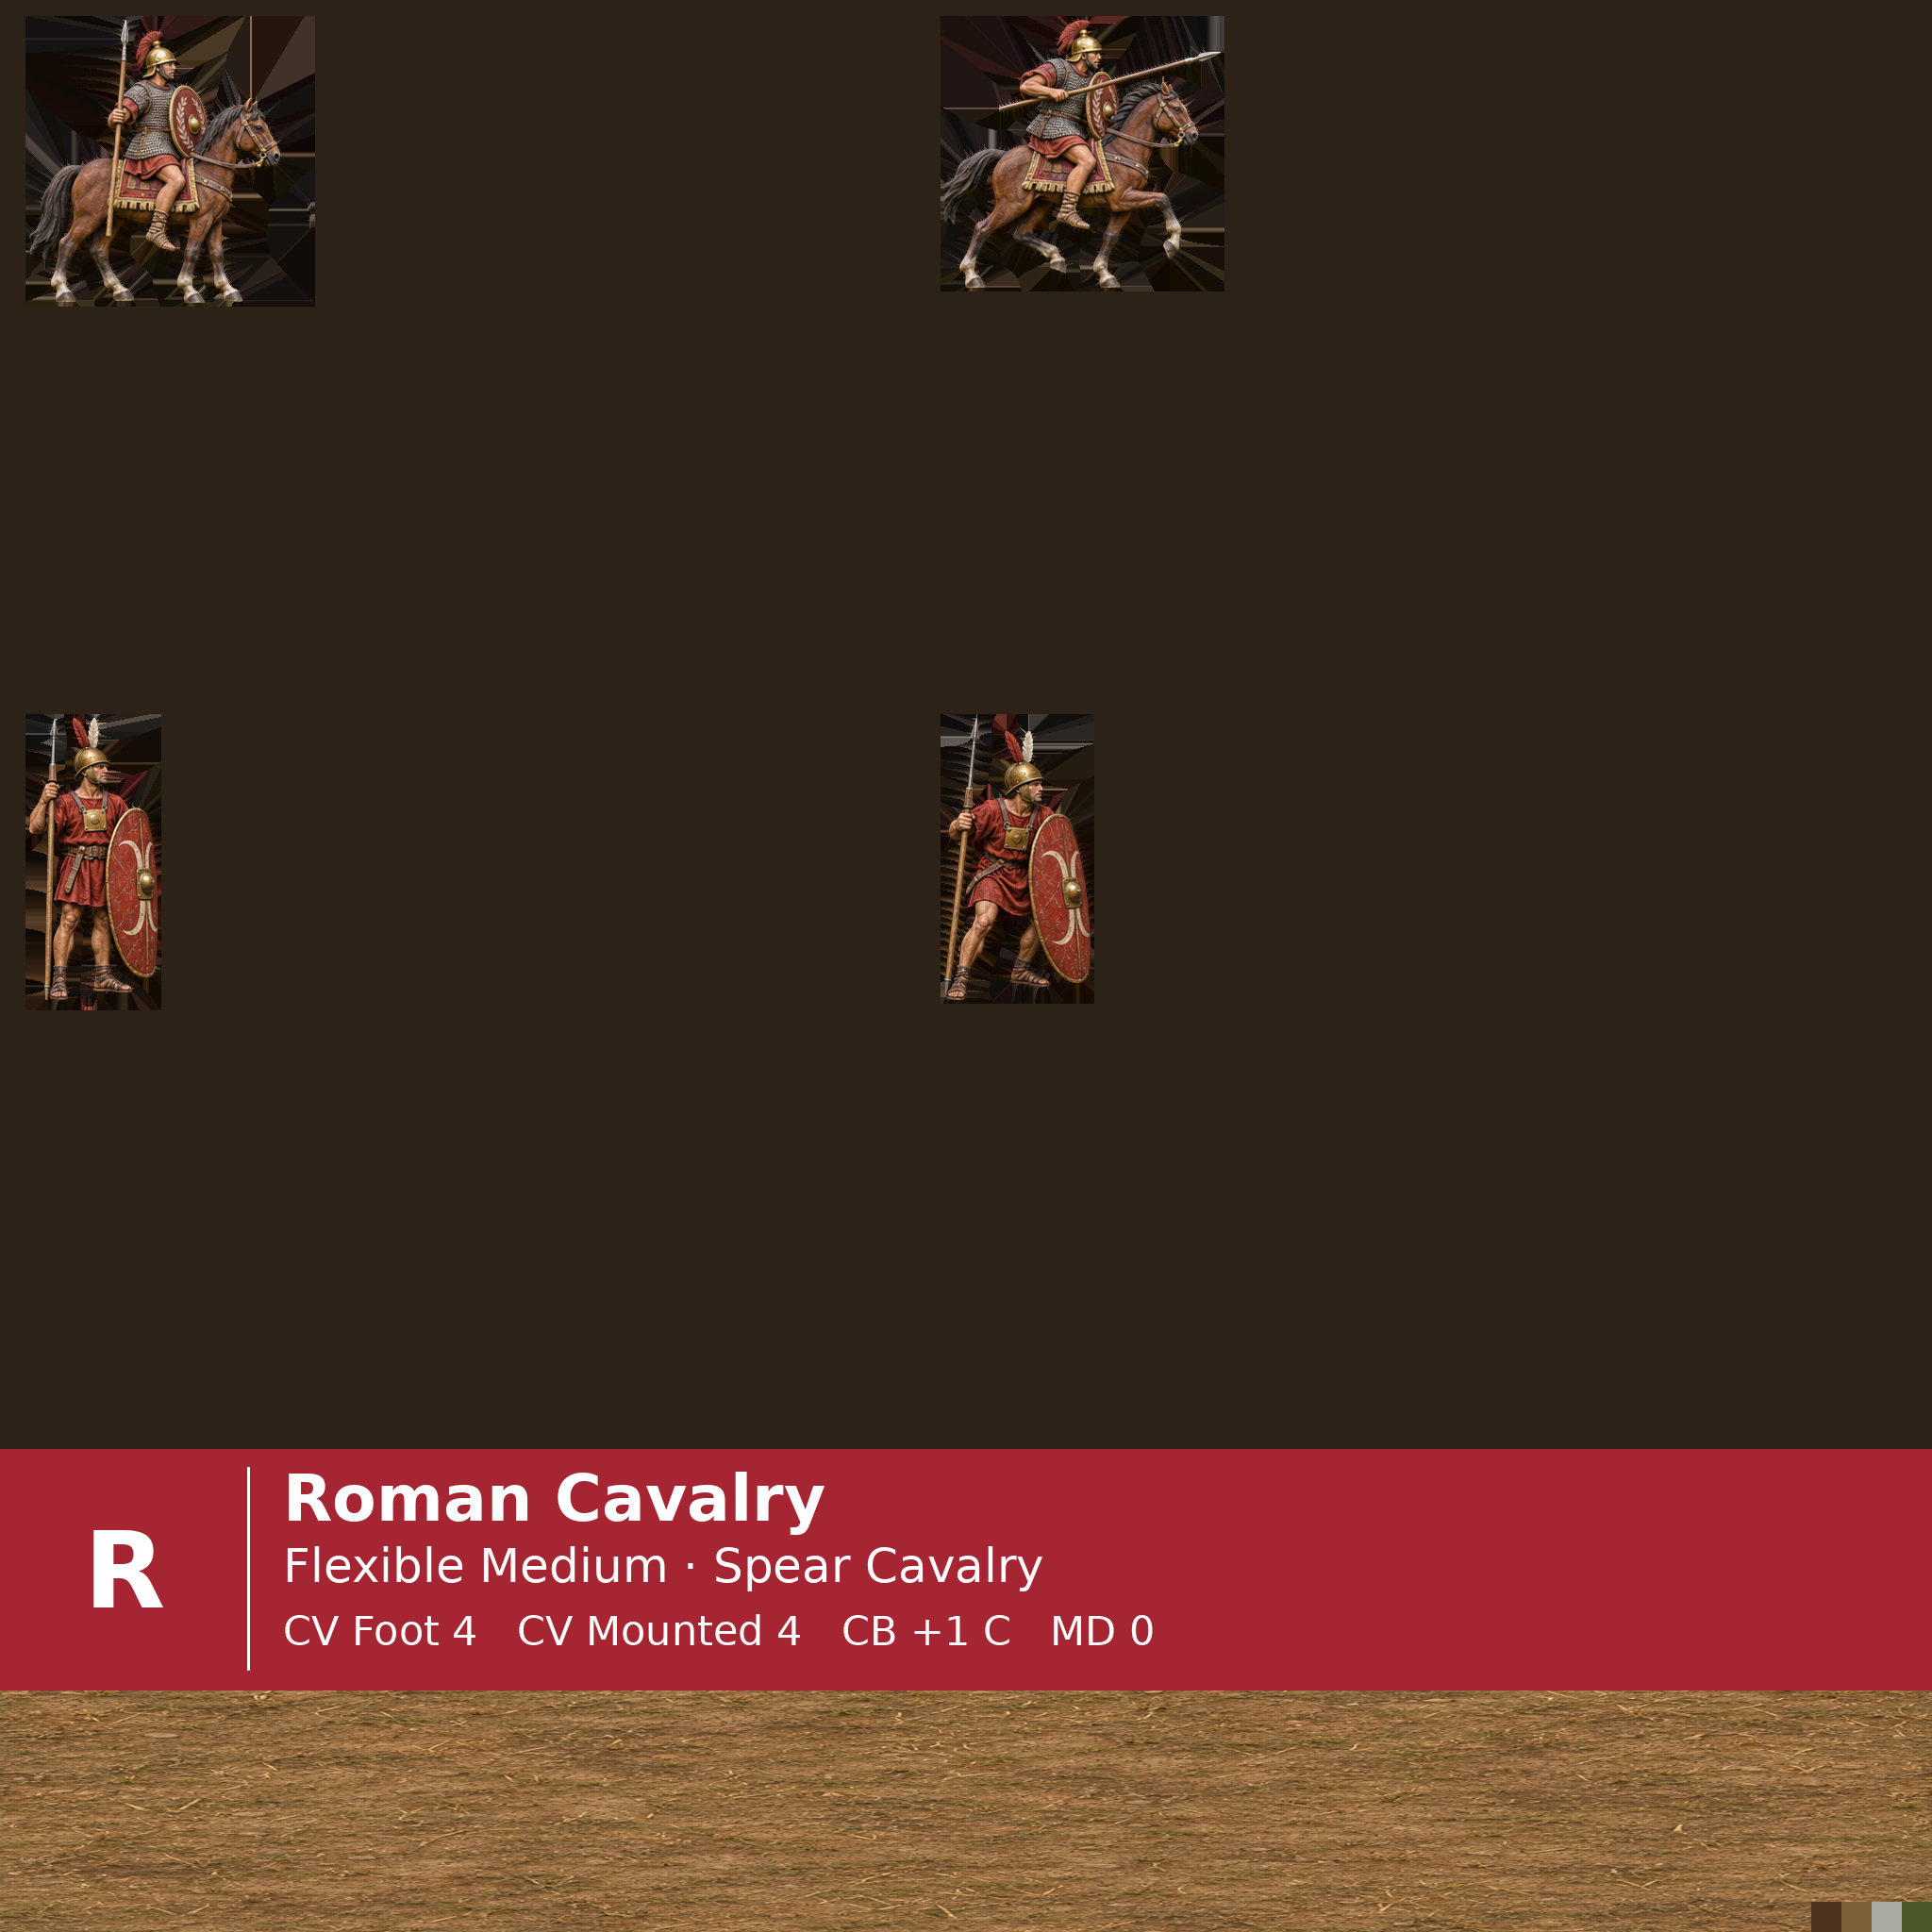 R
Roman Cavalry
Flexible Medium · Spear Cavalry
CV Foot 4 CV Mounted 4 CB +1 C MD 0